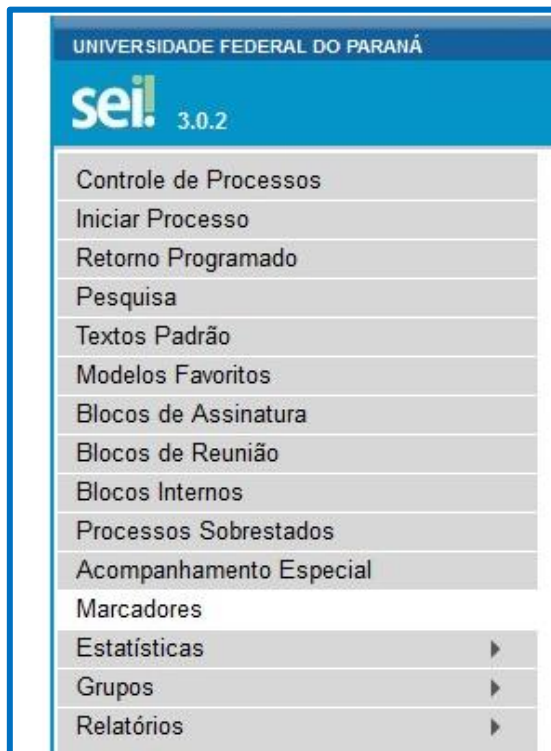 UNIVERSIDADE FEDERAL DO PARANÁ
sei! 3.0.2
Controle de Processos
Iniciar Processo
Retorno Programado
Pesquisa
Textos Padrão
Modelos Favoritos
Blocos de Assinatura
Blocos de Reunião
Blocos Internos
Processos Sobrestados
Acompanhamento Especial
Marcadores
Estatísticas
Grupos
Relatórios